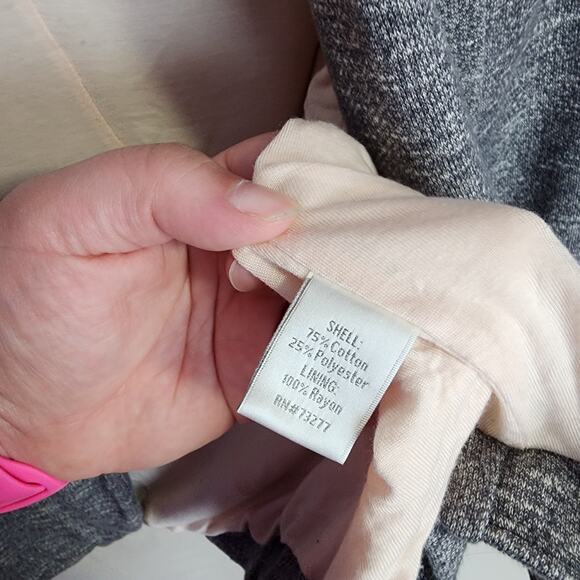 SHELL:
75% Cotton
25% Polyester
LINING:
100% Rayon
RN#73277